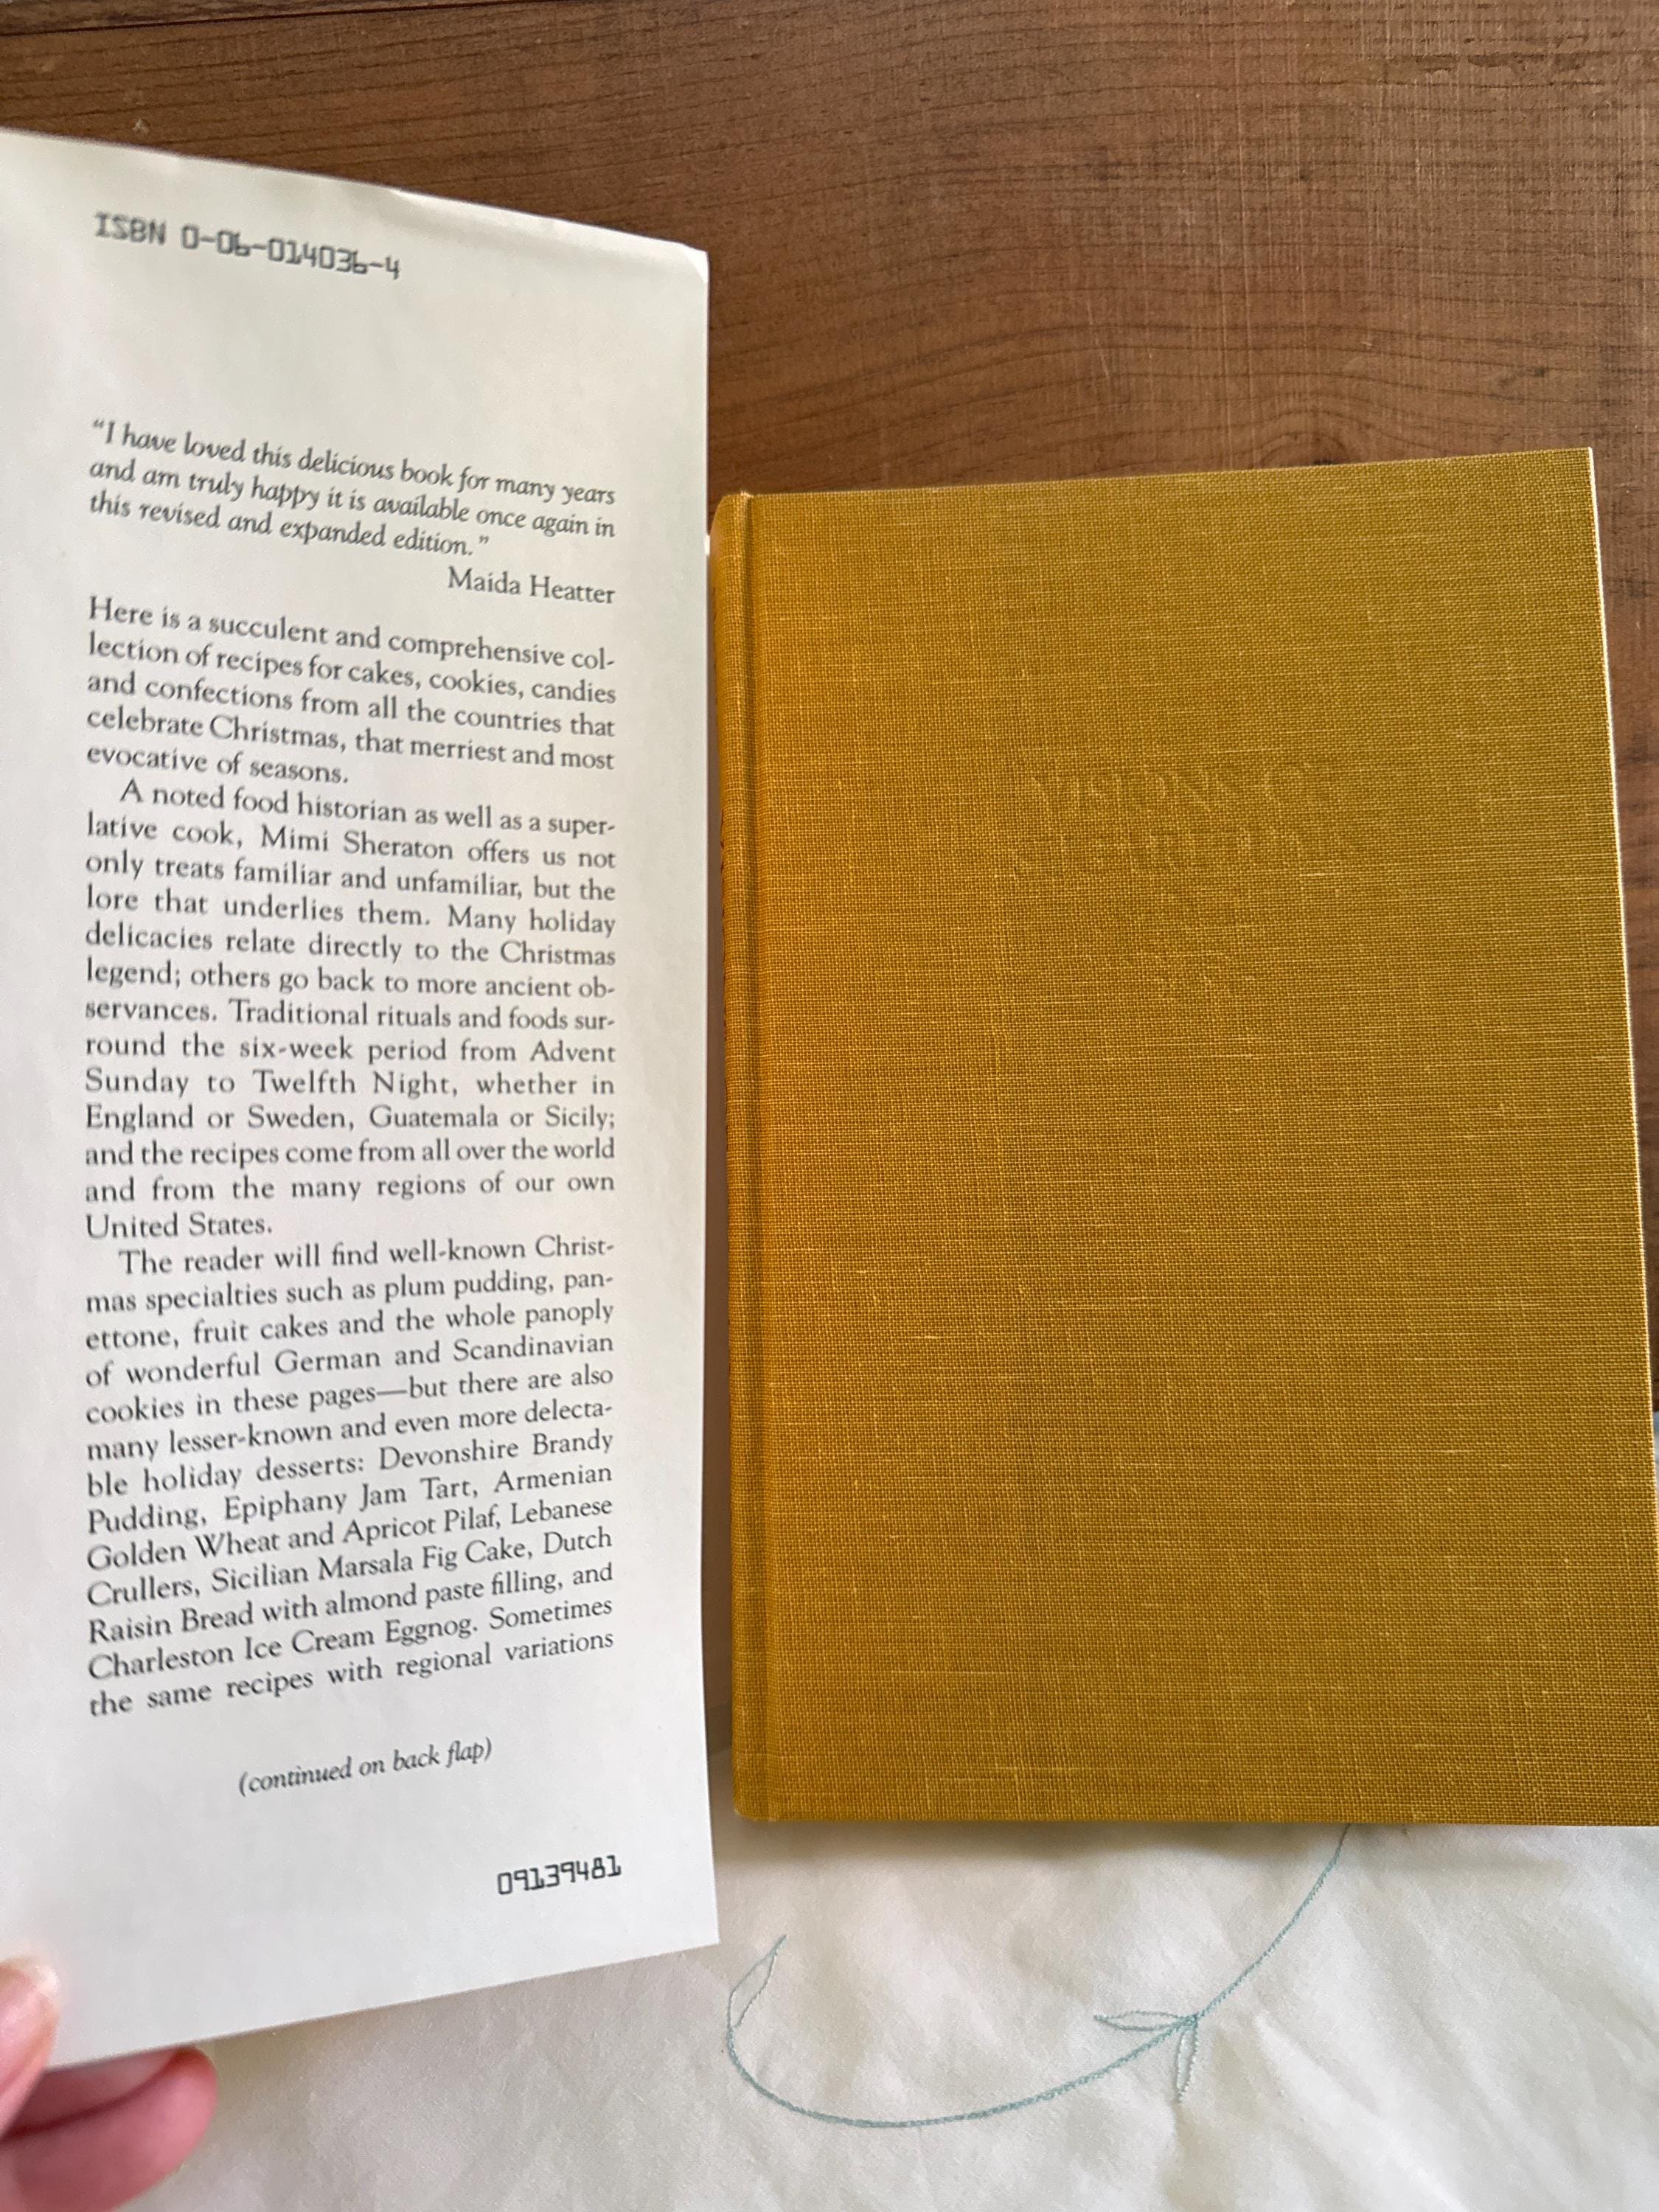 ISBN 0-06-014036-4
“I have loved this delicious book for many years
and am truly happy it is available once again in
this revised and expanded edition.”
Maida Heatter
Here is a succulent and comprehensive col-
lection of recipes for cakes, cookies, candies
and confections from all the countries that
celebrate Christmas, that merriest and most
evocative of seasons.
A noted food historian as well as a super-
lative cook, Mimi Sheraton offers us not
only treats familiar and unfamiliar, but the
lore that underlies them. Many holiday
delicacies relate directly to the Christmas
legend; others go back to more ancient ob-
servances. Traditional rituals and foods sur-
round the six-week period from Advent
Sunday to Twelfth Night, whether in
England or Sweden, Guatemala or Sicily;
and the recipes come from all over the world
and from the many regions of our own
United States.
The reader will find well-known Christ-
mas specialties such as plum pudding, pan-
ettone, fruit cakes and the whole panoply
of wonderful German and Scandinavian
cookies in these pages—but there are also
many lesser-known and even more delecta-
ble holiday desserts: Devonshire Brandy
Pudding, Epiphany Jam Tart, Armenian
Golden Wheat and Apricot Pilaf, Lebanese
Crullers, Sicilian Marsala Fig Cake, Dutch
Raisin Bread with almond paste filling, and
Charleston Ice Cream Eggnog. Sometimes
the same recipes with regional variations
(continued on back flap)
09139481
VISIONS OF